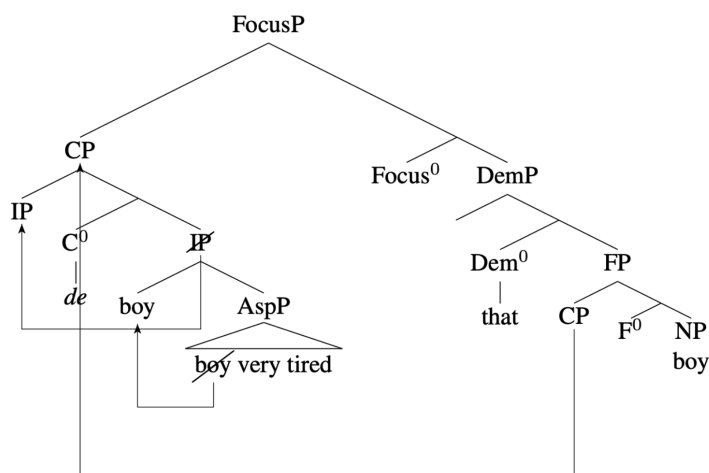 FocusP
CP
Focus⁰ DemP
IP
C⁰ IP
Dem⁰ FP
de
boy AspP
that
CP F⁰ NP
boy
boy very tired